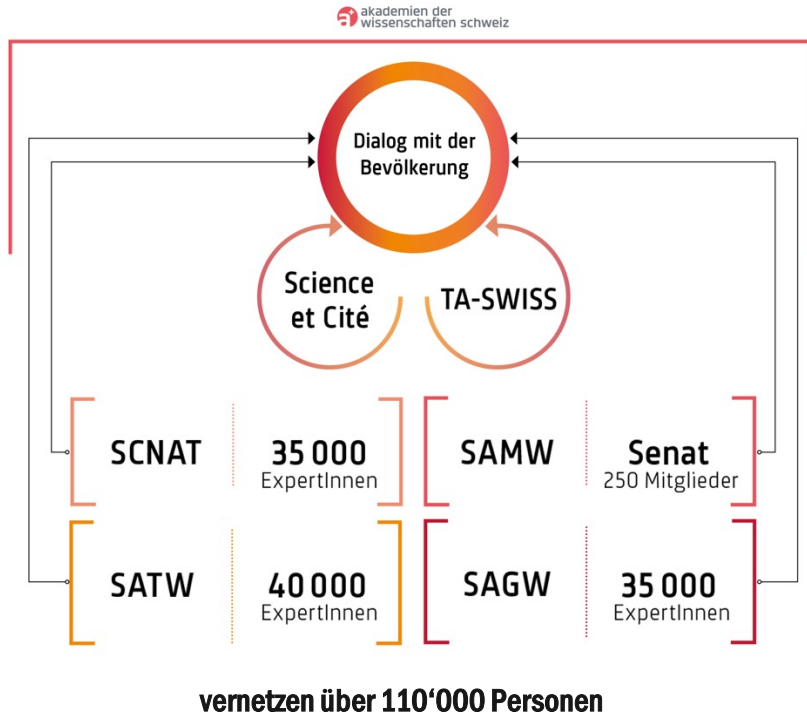 akademien der
wissenschaften schweiz
Dialog mit der
Bevölkerung
Science
et Cité
TA-SWISS
SCNAT
35 000
ExpertInnen
SAMW
Senat
250 Mitglieder
SATW
40 000
ExpertInnen
SAGW
35 000
ExpertInnen
vernetzen über 110‘000 Personen